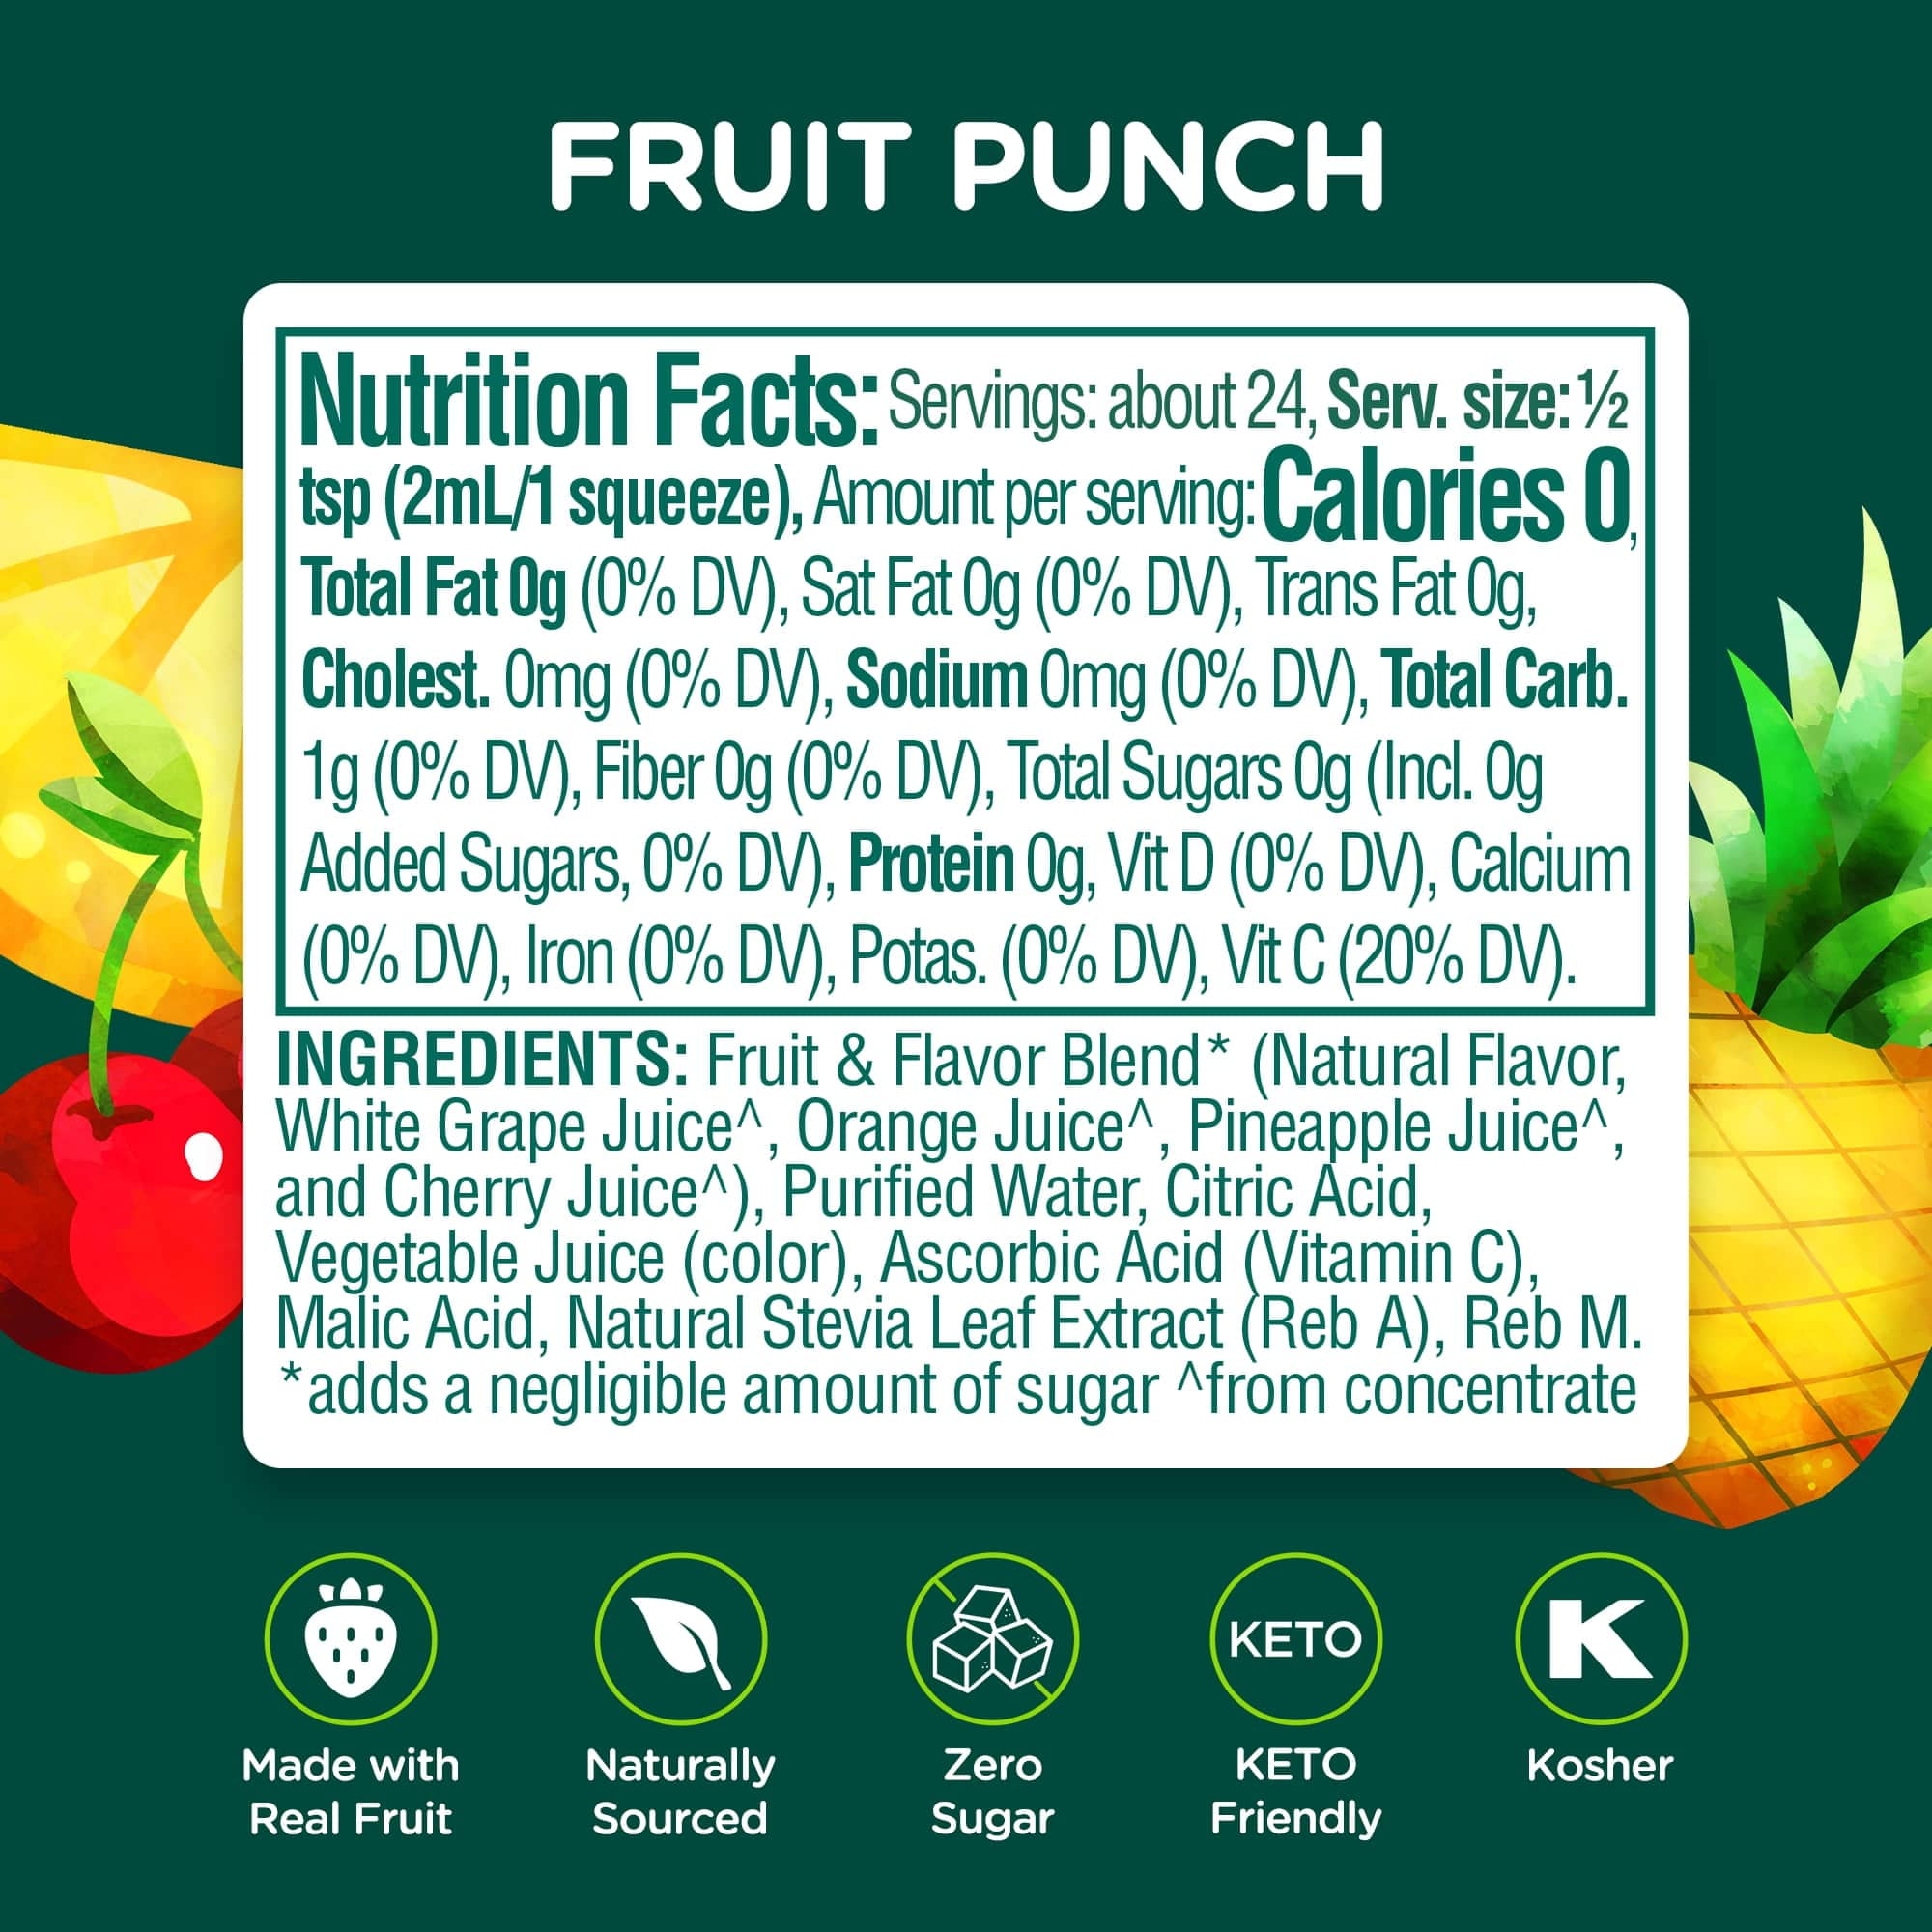 FRUIT PUNCH
Nutrition Facts: Servings: about 24, Serv. size: ½
tsp (2mL/1 squeeze), Amount per serving: Calories 0,
Total Fat 0g (0% DV), Sat Fat 0g (0% DV), Trans Fat 0g,
Cholest. 0mg (0% DV), Sodium 0mg (0% DV), Total Carb.
1g (0% DV), Fiber 0g (0% DV), Total Sugars 0g (Incl. 0g
Added Sugars, 0% DV), Protein 0g, Vit D (0% DV), Calcium
(0% DV), Iron (0% DV), Potas. (0% DV), Vit C (20% DV).
INGREDIENTS: Fruit & Flavor Blend* (Natural Flavor,
White Grape Juice^, Orange Juice^, Pineapple Juice^,
and Cherry Juice^), Purified Water, Citric Acid,
Vegetable Juice (color), Ascorbic Acid (Vitamin C),
Malic Acid, Natural Stevia Leaf Extract (Reb A), Reb M.
*adds a negligible amount of sugar ^from concentrate
KETO
K
Made with
Real Fruit
Naturally
Sourced
Zero
Sugar
KETO
Friendly
Kosher